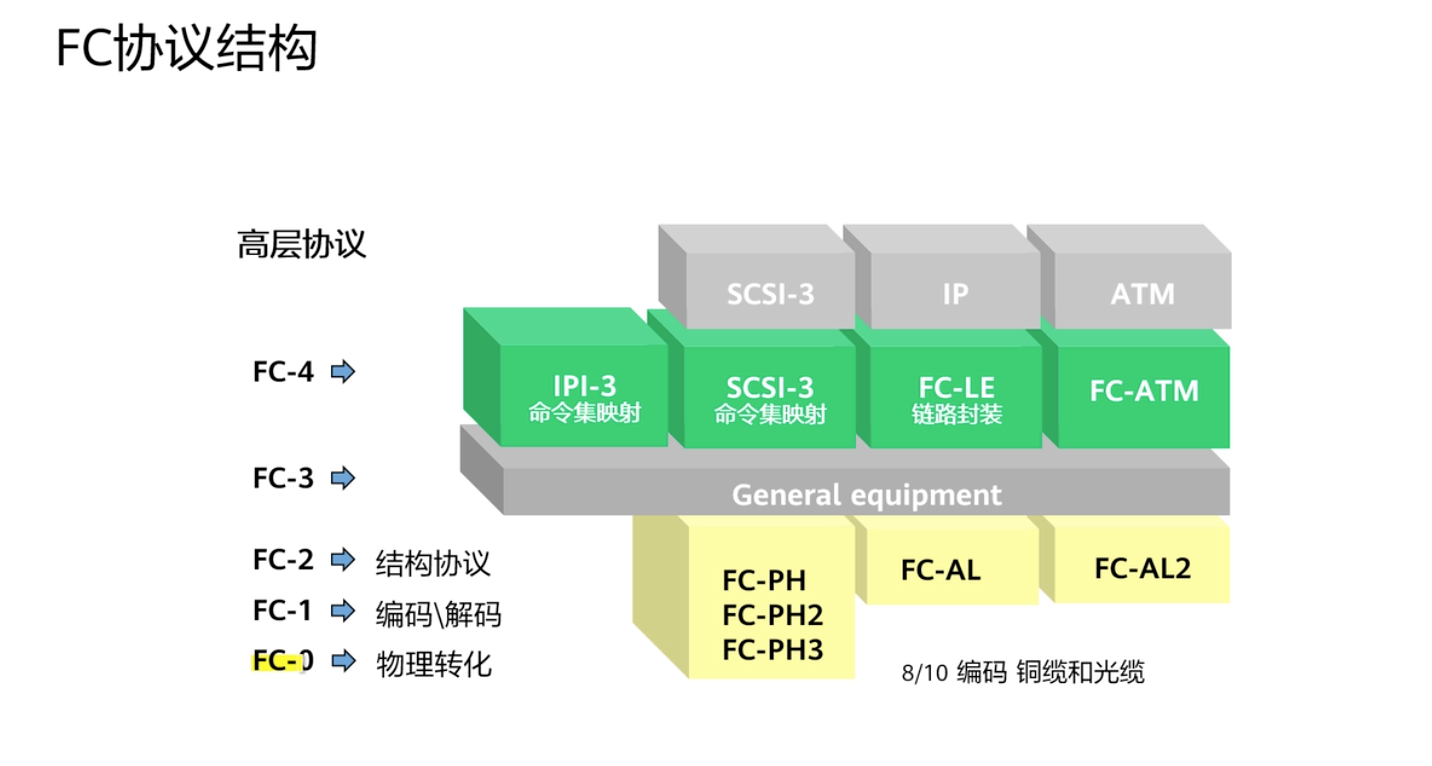 FC协议结构
高层协议
SCSI-3
IP
ATM
FC-4
IPI-3
命令集映射
SCSI-3
命令集映射
FC-LE
链路封装
FC-ATM
FC-3
General equipment
FC-2
结构协议
FC-1
编码\解码
FC-0
物理转化
FC-PH
FC-PH2
FC-PH3
FC-AL
FC-AL2
8/10 编码 铜缆和光缆